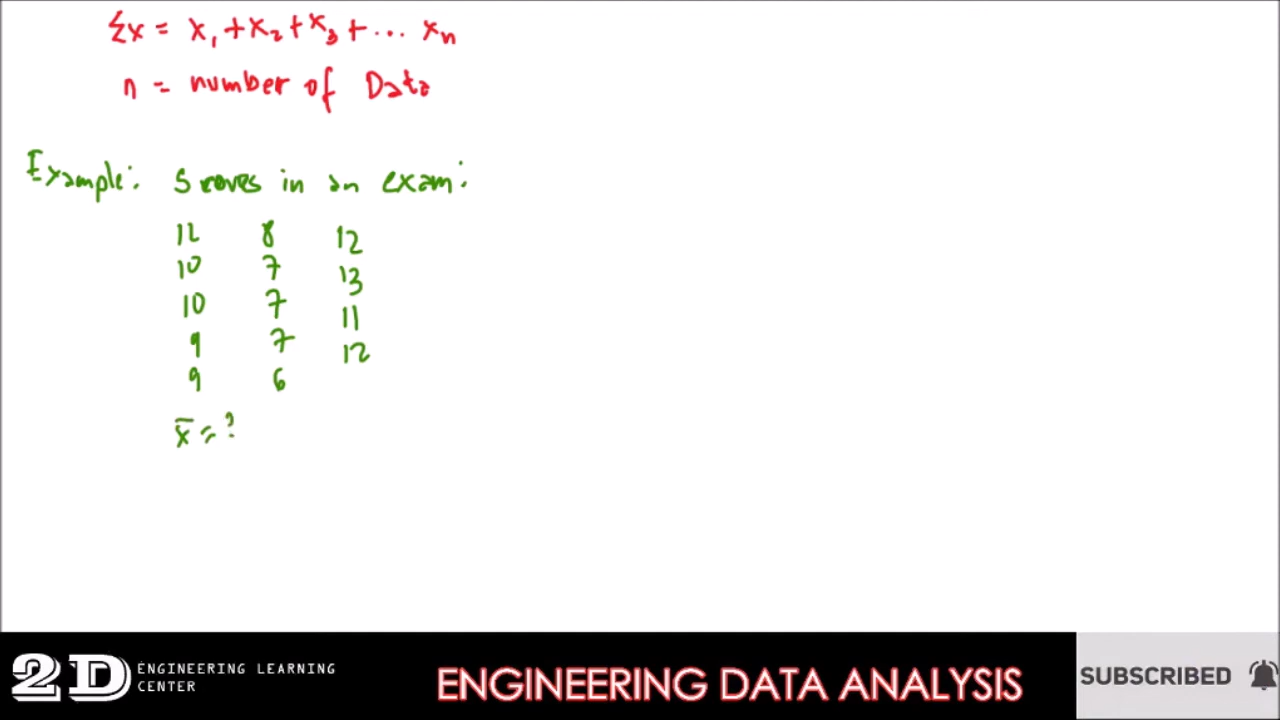 Σx = x₁ + x₂ + x₃ + ... xₙ
n = number of Data
Example: Scores in an exam:
12 8 12
10 7 13
10 7 11
9 7 12
9 6
x̄ = ?
2D ENGINEERING LEARNING CENTER
ENGINEERING DATA ANALYSIS
SUBSCRIBED